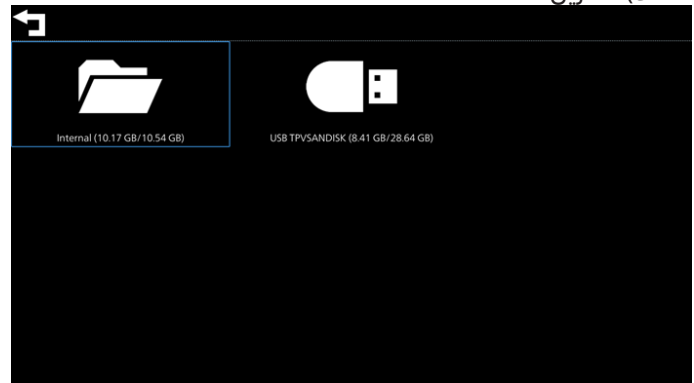 Internal (10.17 GB/10.54 GB)
USB TPVSANDISK (8.41 GB/28.64 GB)